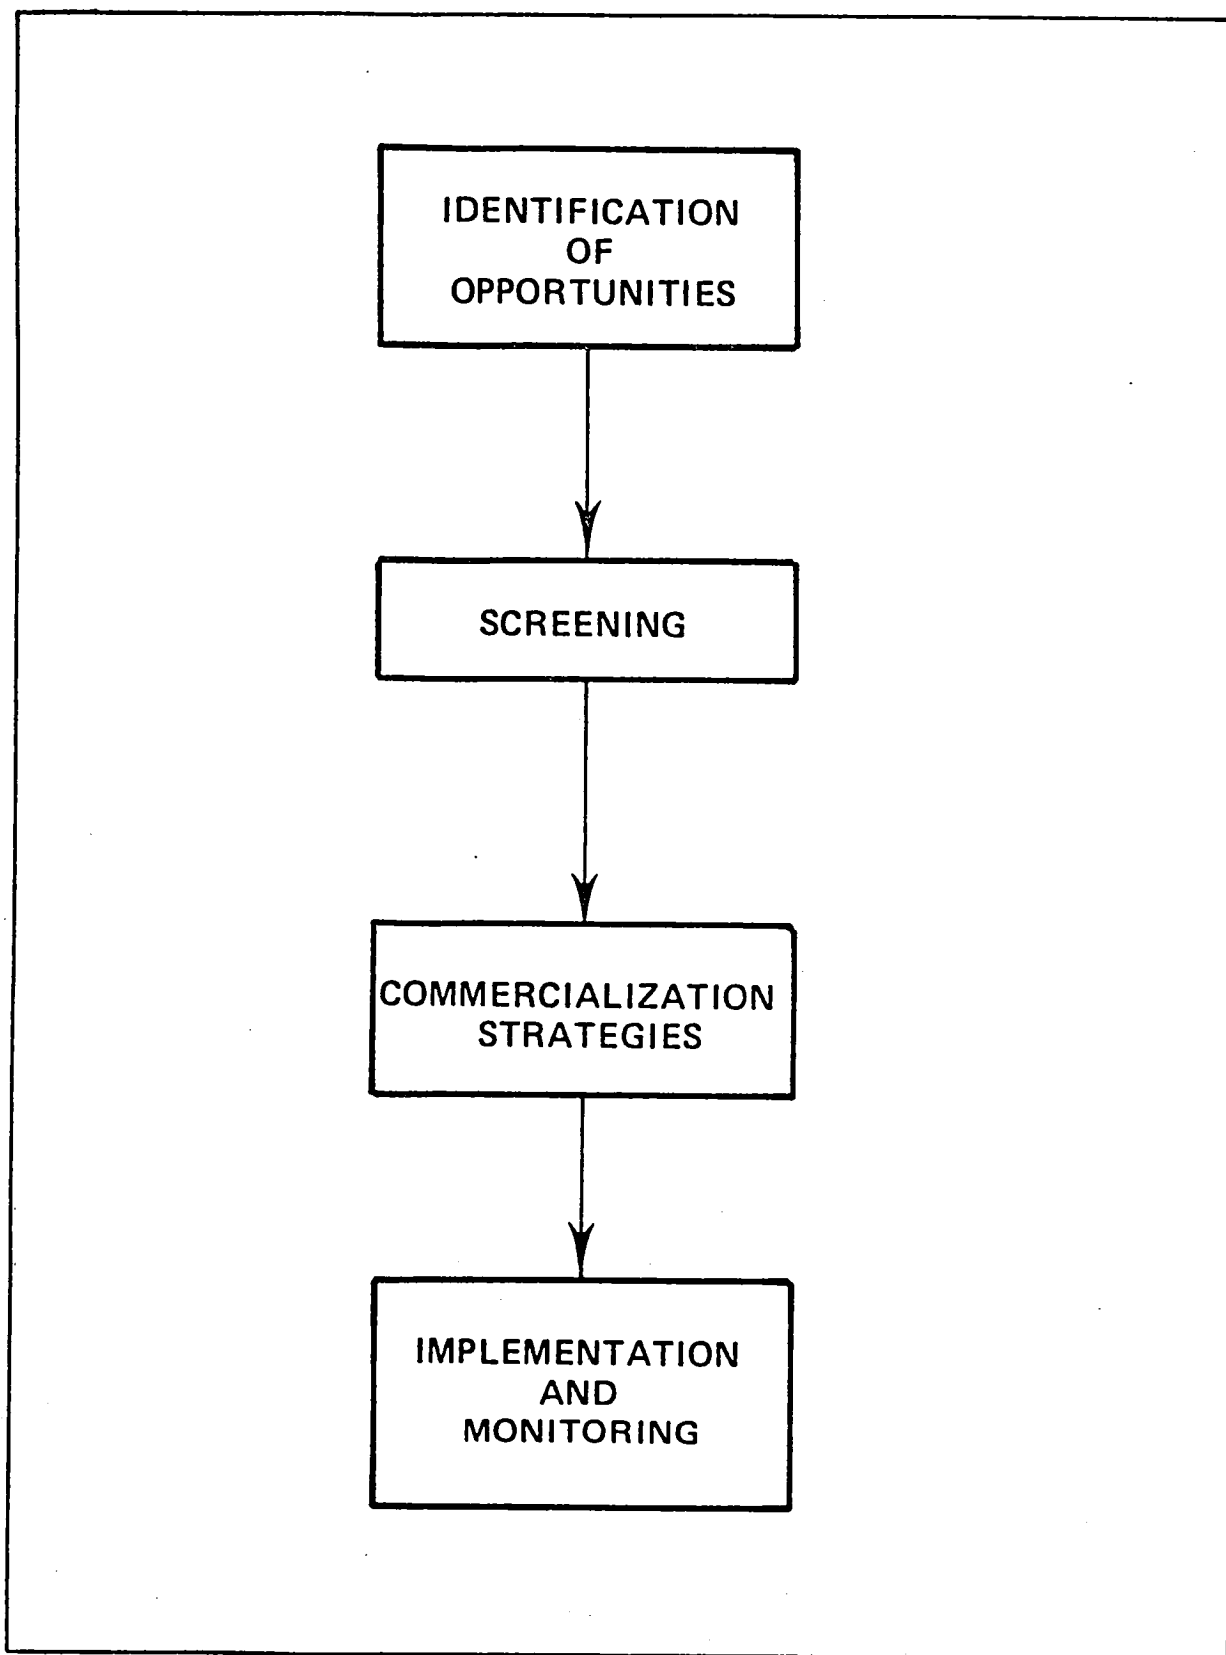 IDENTIFICATION
OF
OPPORTUNITIES
SCREENING
COMMERCIALIZATION
STRATEGIES
IMPLEMENTATION
AND
MONITORING